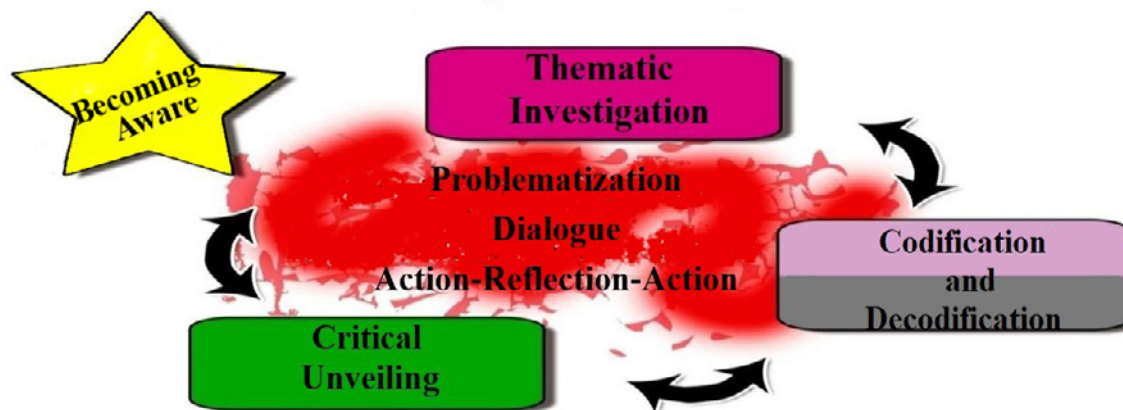 Becoming
Aware
Thematic
Investigation
Problematization
Dialogue
Action-Reflection-Action
Codification
and
Decodification
Critical
Unveiling